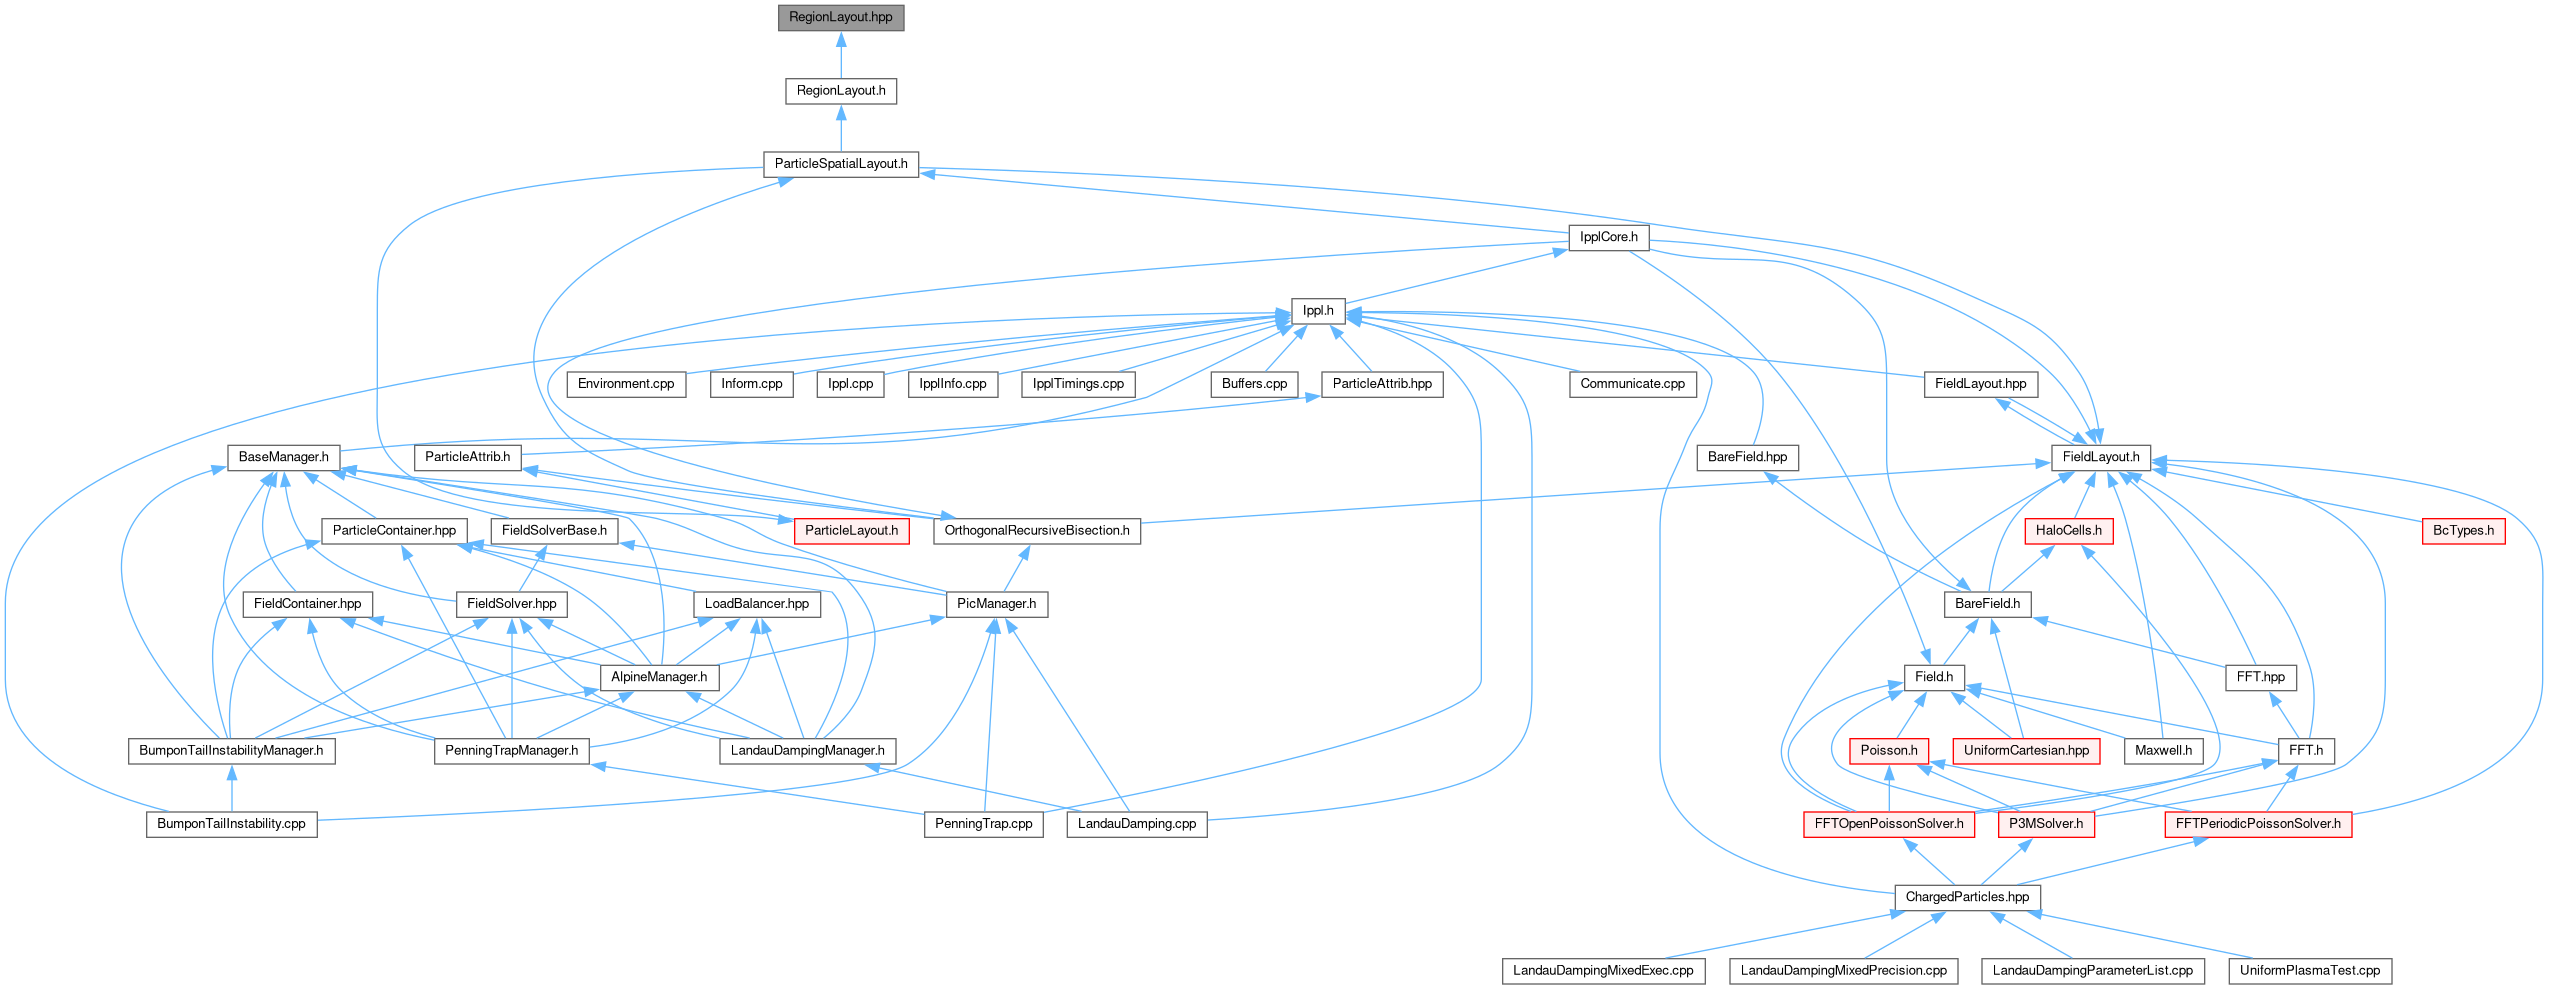 RegionLayout.hpp
RegionLayout.h
ParticleSpatialLayout.h
IpplCore.h
Ippl.h
Environment.cpp
Inform.cpp
Ippl.cpp
IpplInfo.cpp
IpplTimings.cpp
Buffers.cpp
ParticleAttrib.hpp
Communicate.cpp
FieldLayout.hpp
BaseManager.h
ParticleAttrib.h
BareField.hpp
FieldLayout.h
ParticleContainer.hpp
FieldSolverBase.h
ParticleLayout.h
OrthogonalRecursiveBisection.h
HaloCells.h
BcTypes.h
FieldContainer.hpp
FieldSolver.hpp
LoadBalancer.hpp
PicManager.h
BareField.h
AlpineManager.h
Field.h
FFT.hpp
BumponTailInstabilityManager.h
PenningTrapManager.h
LandauDampingManager.h
Poisson.h
UniformCartesian.hpp
Maxwell.h
FFT.h
BumponTailInstability.cpp
PenningTrap.cpp
LandauDamping.cpp
FFTOpenPoissonSolver.h
P3MSolver.h
FFTPeriodicPoissonSolver.h
ChargedParticles.hpp
LandauDampingMixedExec.cpp
LandauDampingMixedPrecision.cpp
LandauDampingParameterList.cpp
UniformPlasmaTest.cpp